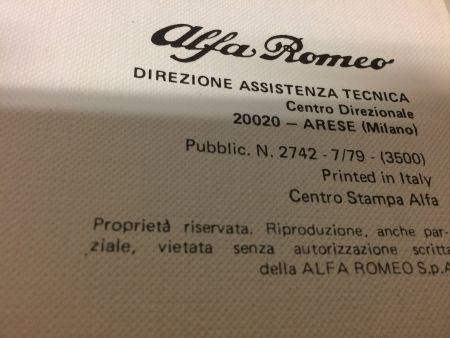 Alfa Romeo
DIREZIONE ASSISTENZA TECNICA
Centro Direzionale
20020 — ARESE (Milano)
Pubblic. N. 2742 - 7/79 - (3500)
Printed in Italy
Centro Stampa Alfa
Proprietà riservata. Riproduzione, anche par-
ziale, vietata senza autorizzazione scritta
della ALFA ROMEO S.p.A